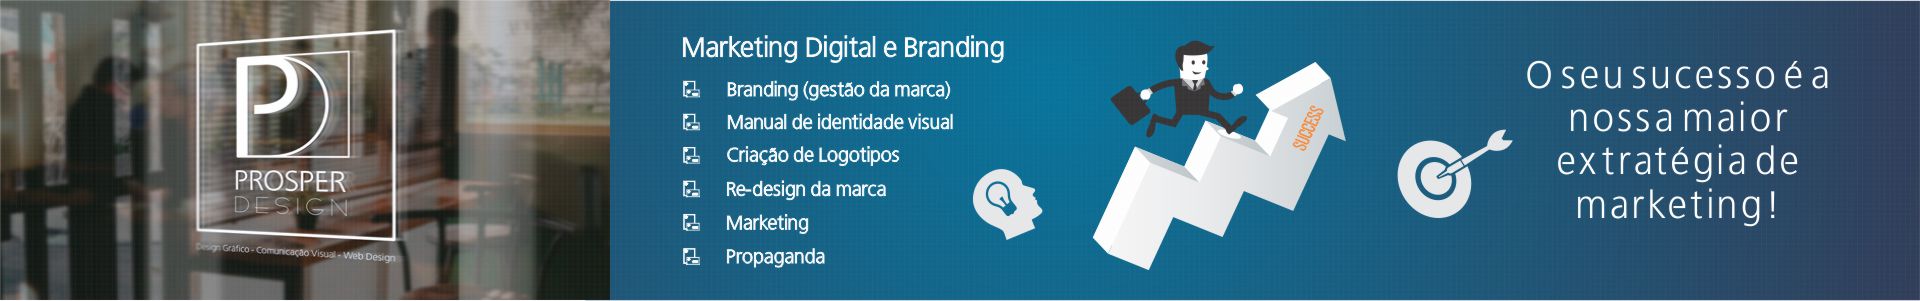 PD
PROSPER
DESIGN
Design Gráfico - Comunicação Visual - Web Design
Marketing Digital e Branding
Branding (gestão da marca)
Manual de identidade visual
Criação de Logotipos
Re-design da marca
Marketing
Propaganda
SUCCESS
O seu sucesso é a
nossa maior
extratégia de
marketing!